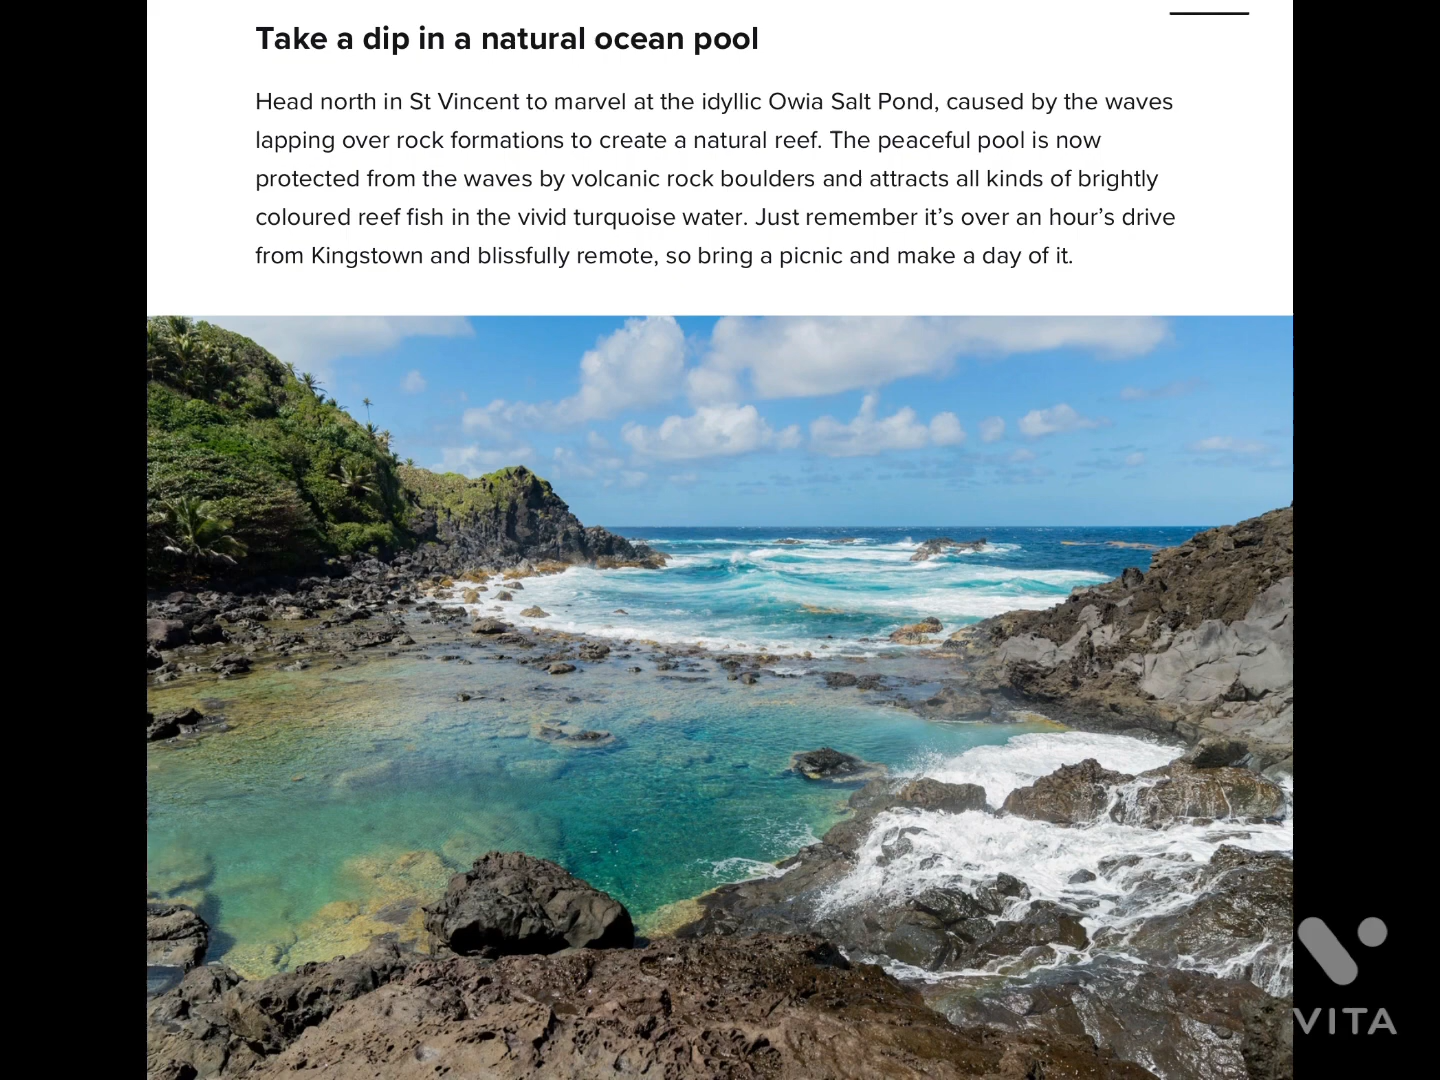 Take a dip in a natural ocean pool
Head north in St Vincent to marvel at the idyllic Owia Salt Pond, caused by the waves
lapping over rock formations to create a natural reef. The peaceful pool is now
protected from the waves by volcanic rock boulders and attracts all kinds of brightly
coloured reef fish in the vivid turquoise water. Just remember it’s over an hour’s drive
from Kingstown and blissfully remote, so bring a picnic and make a day of it.
VITA